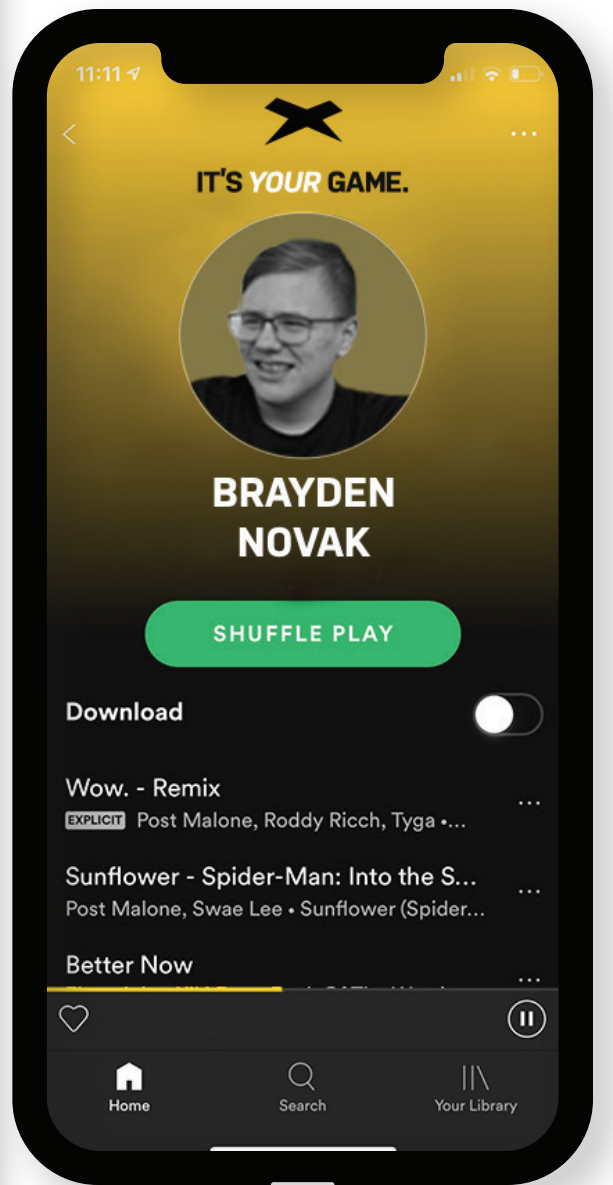 11:11
IT'S YOUR GAME.
BRAYDEN
NOVAK
SHUFFLE PLAY
Download
Wow. - Remix
EXPLICIT Post Malone, Roddy Ricch, Tyga •...
Sunflower - Spider-Man: Into the S...
Post Malone, Swae Lee • Sunflower (Spider...
Better Now
Home
Search
Your Library